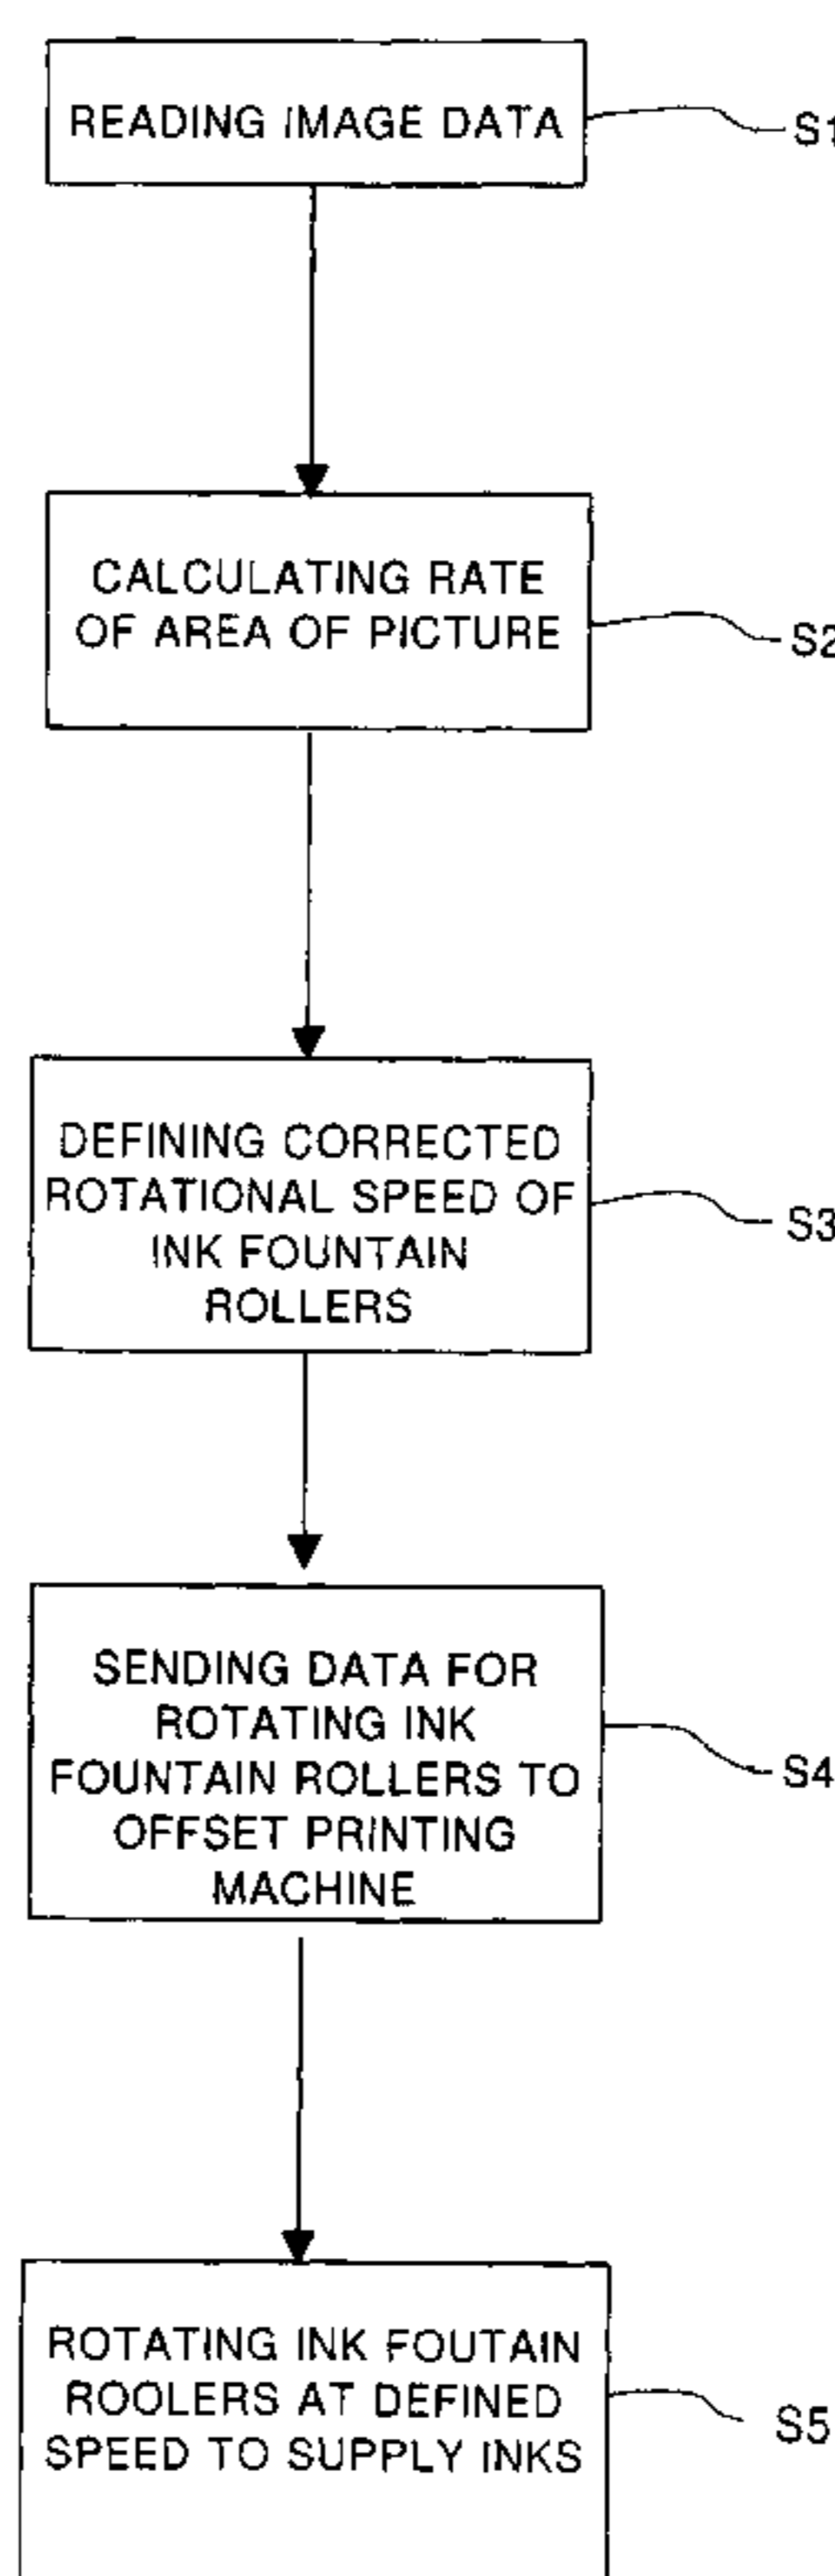 READING IMAGE DATA
S1
CALCULATING RATE
OF AREA OF PICTURE
S2
DEFINING CORRECTED
ROTATIONAL SPEED OF
INK FOUNTAIN
ROLLERS
S3
SENDING DATA FOR
ROTATING INK
FOUNTAIN ROLLERS TO
OFFSET PRINTING
MACHINE
S4
ROTATING INK FOUTAIN
ROOLERS AT DEFINED
SPEED TO SUPPLY INKS
S5